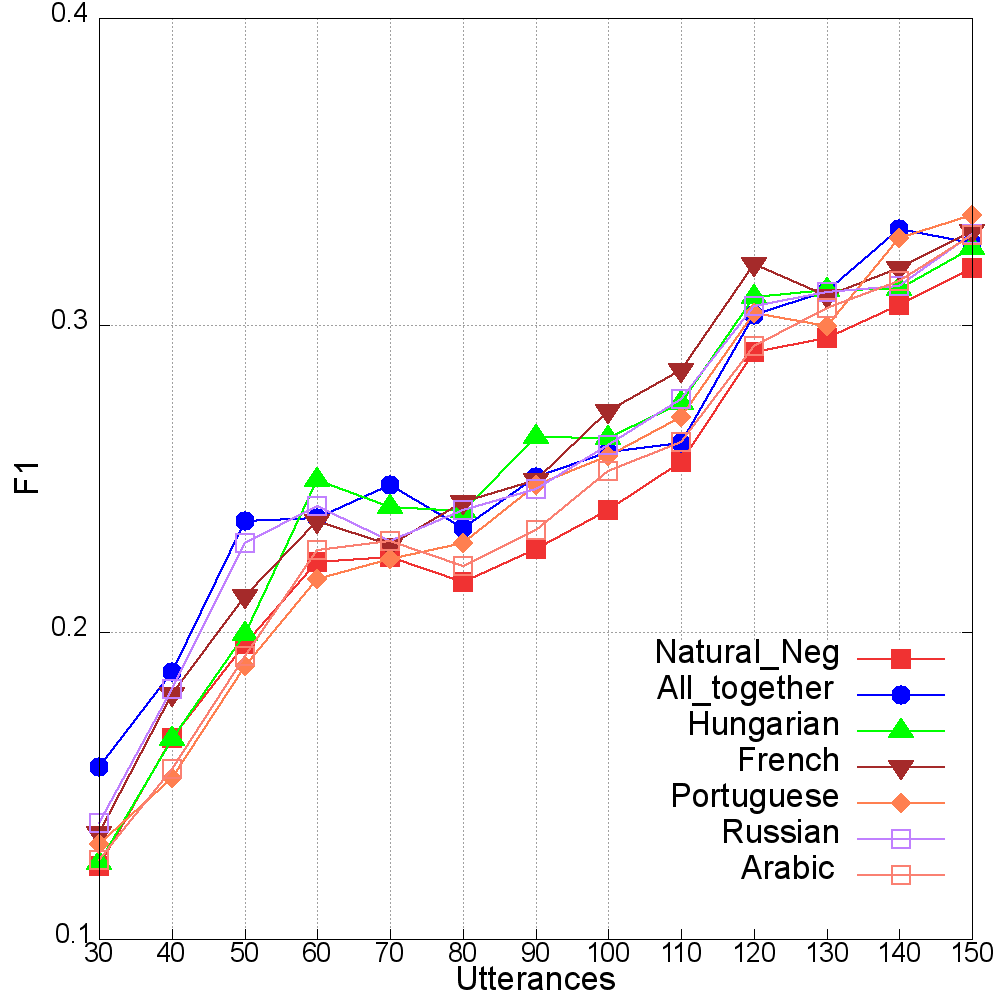 0.4
0.3
0.2
0.1
F1
30 40 50 60 70 80 90 100 110 120 130 140 150
Utterances
Natural_Neg
All_together
Hungarian
French
Portuguese
Russian
Arabic